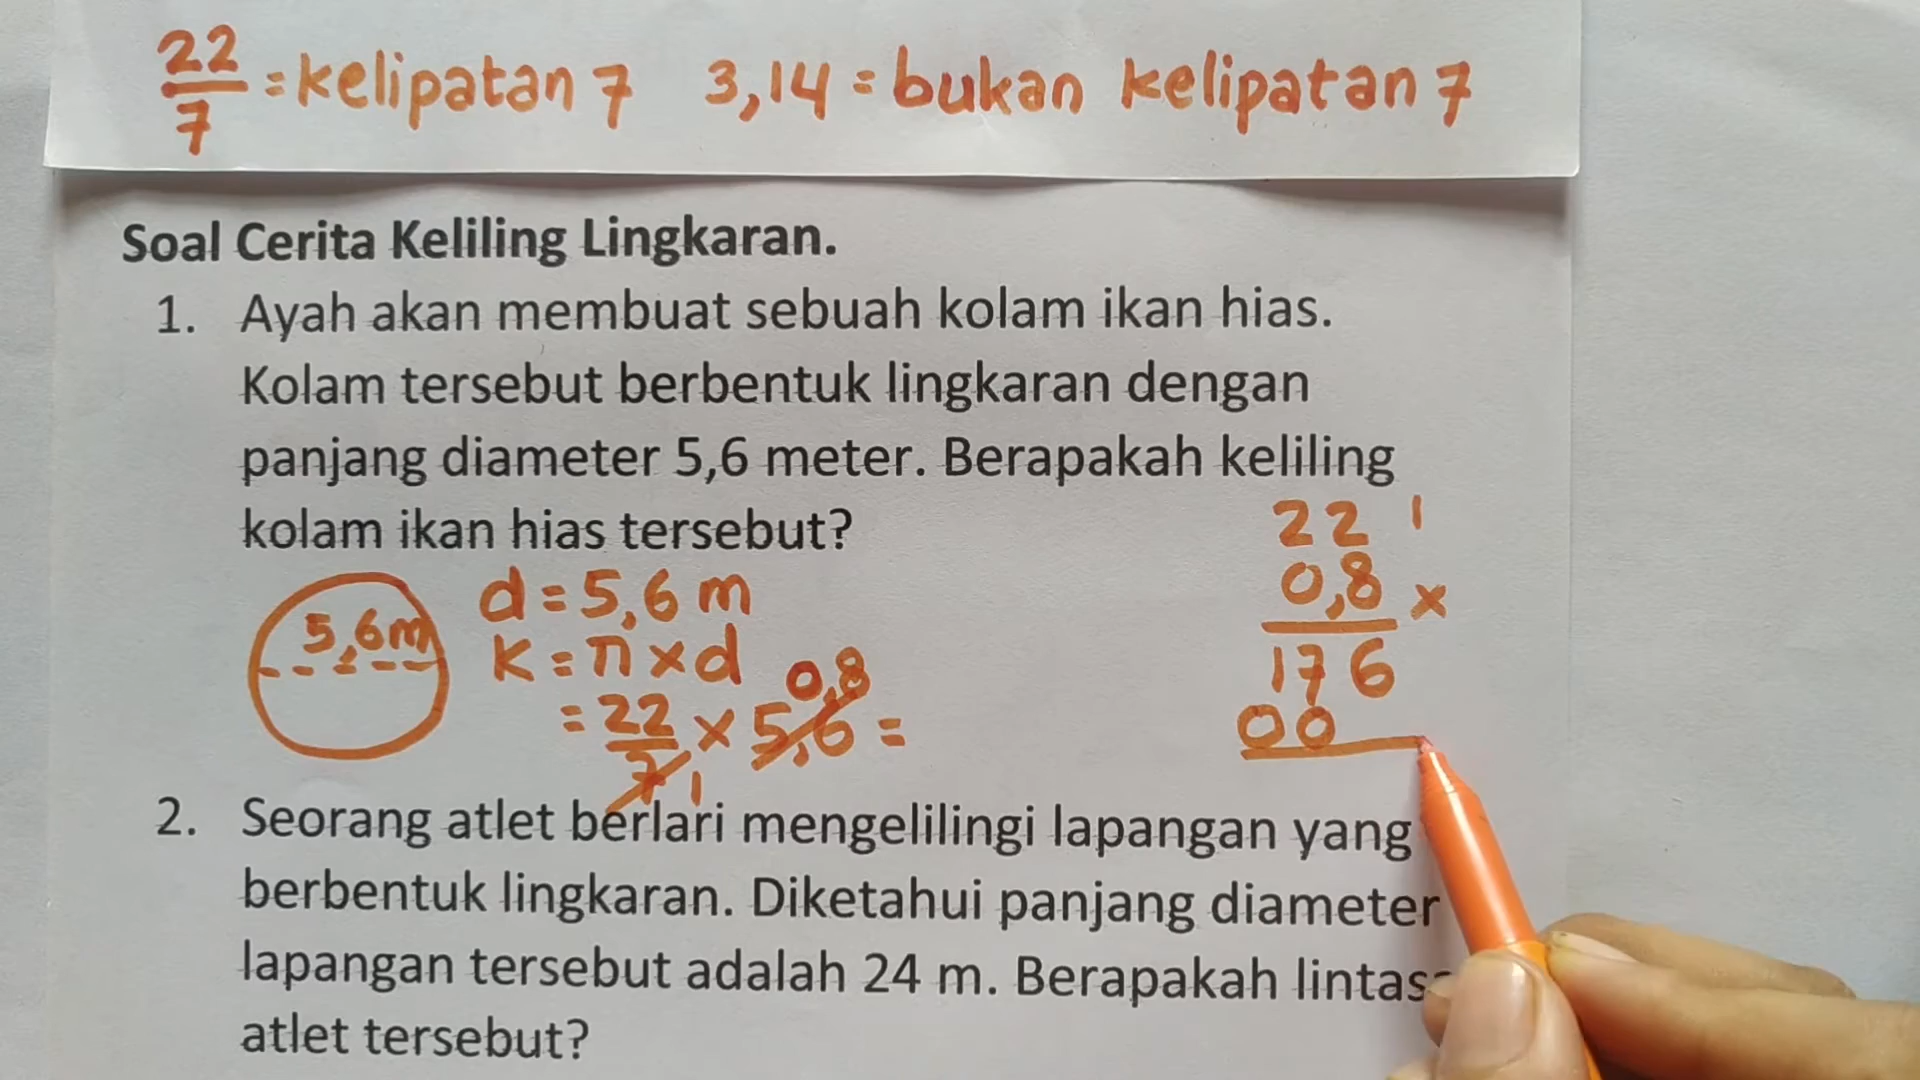 22/7 = kelipatan 7   3,14 = bukan kelipatan 7
Soal Cerita Keliling Lingkaran.
1. Ayah akan membuat sebuah kolam ikan hias.
Kolam tersebut berbentuk lingkaran dengan
panjang diameter 5,6 meter. Berapakah keliling
kolam ikan hias tersebut?
5,6m
d = 5,6 m
K = π x d
= 22/7 x 5,6 =
0,8
1
22 1
0,8 x
176
00
2. Seorang atlet berlari mengelilingi lapangan yang
berbentuk lingkaran. Diketahui panjang diameter
lapangan tersebut adalah 24 m. Berapakah
atlet tersebut?